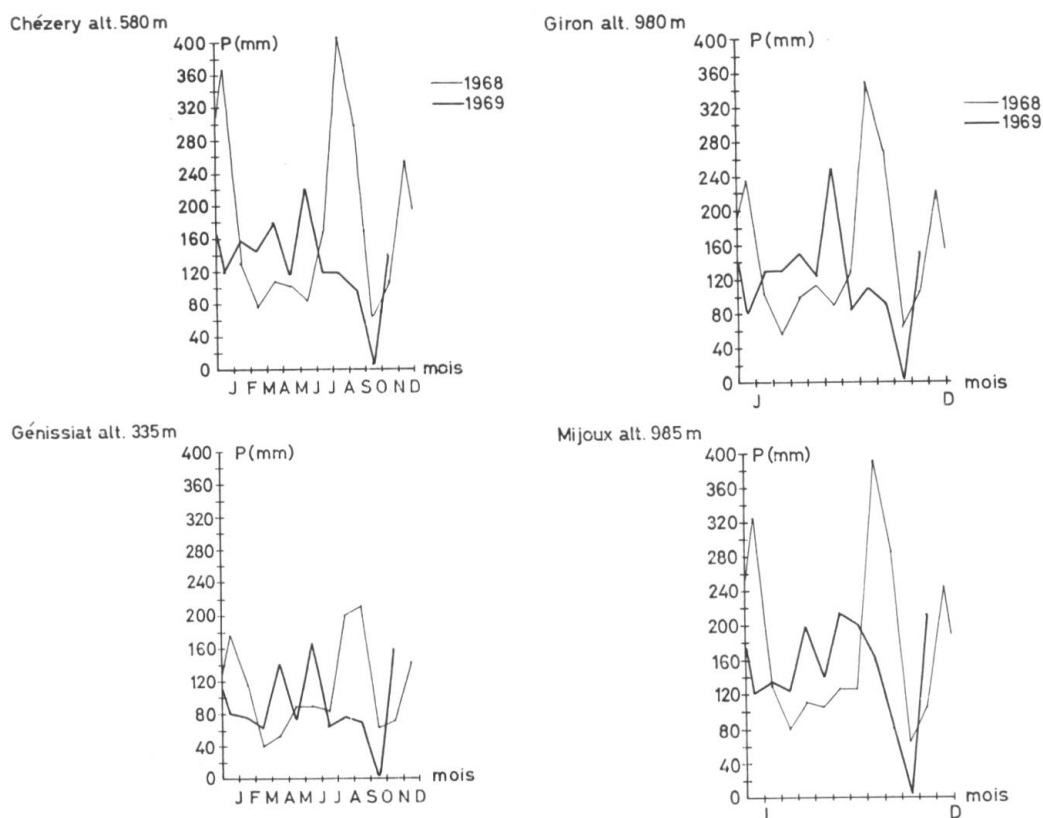 Chézery alt. 580 m
P (mm)
400
360
320
280
240
200
160
120
80
40
0
1968
1969
mois
J F M A M J J A S O N D
Giron alt. 980 m
P (mm)
400
360
320
280
240
200
160
120
80
40
0
1968
1969
mois
J
D
Génissiat alt. 335 m
P (mm)
400
360
320
280
240
200
160
120
80
40
0
mois
J F M A M J J A S O N D
Mijoux alt. 985 m
P (mm)
400
360
320
280
240
200
160
120
80
40
0
mois
D